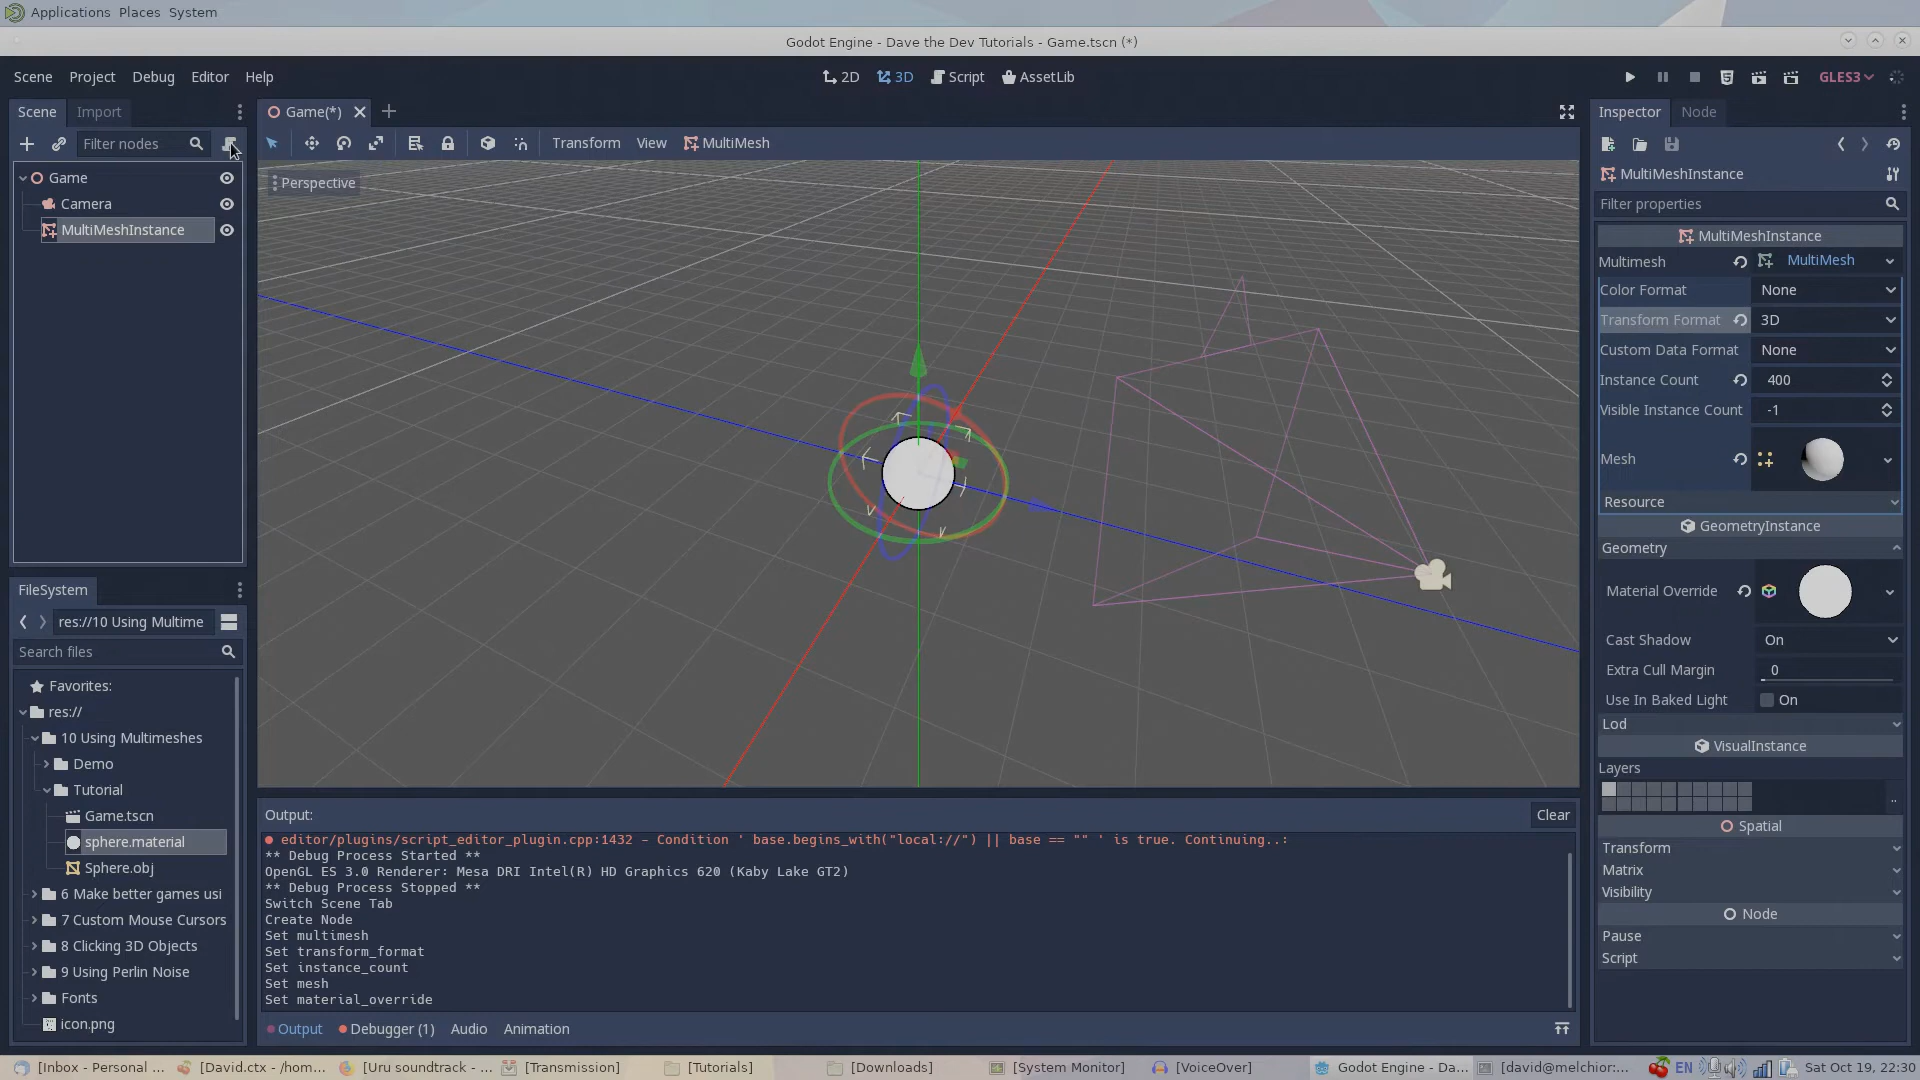 Applications Places System
Godot Engine - Dave the Dev Tutorials - Game.tscn (*)
Scene Project Debug Editor Help
2D 3D Script AssetLib
GLES3
Scene Import
Game(*)
Inspector Node
Filter nodes
Transform View MultiMesh
Perspective
Game
Camera
MultiMeshInstance
MultiMeshInstance
Filter properties
MultiMeshInstance
Multimesh MultiMesh
Color Format None
Transform Format 3D
Custom Data Format None
Instance Count 400
Visible Instance Count -1
Mesh
Resource
GeometryInstance
Geometry
Material Override
Cast Shadow On
Extra Cull Margin 0
Use In Baked Light On
Lod
VisualInstance
Layers
..
Spatial
Transform
Matrix
Visibility
Node
Pause
Script
FileSystem
res://10 Using Multime
Search files
Favorites:
res://
10 Using Multimeshes
Demo
Tutorial
Game.tscn
sphere.material
Sphere.obj
6 Make better games usi
7 Custom Mouse Cursors
8 Clicking 3D Objects
9 Using Perlin Noise
Fonts
icon.png
Output: Clear
editor/plugins/script_editor_plugin.cpp:1432 - Condition ' base.begins_with("local://") || base == "" ' is true. Continuing..:
** Debug Process Started **
OpenGL ES 3.0 Renderer: Mesa DRI Intel(R) HD Graphics 620 (Kaby Lake GT2)
** Debug Process Stopped **
Switch Scene Tab
Create Node
Set multimesh
Set transform_format
Set instance_count
Set mesh
Set material_override
Output Debugger (1) Audio Animation
[Inbox - Personal ... [David.ctx - /hom... [Uru soundtrack - ... [Transmission] [Tutorials] [Downloads] [System Monitor] [VoiceOver] Godot Engine - Da... [david@melchior:... EN Sat Oct 19, 22:30